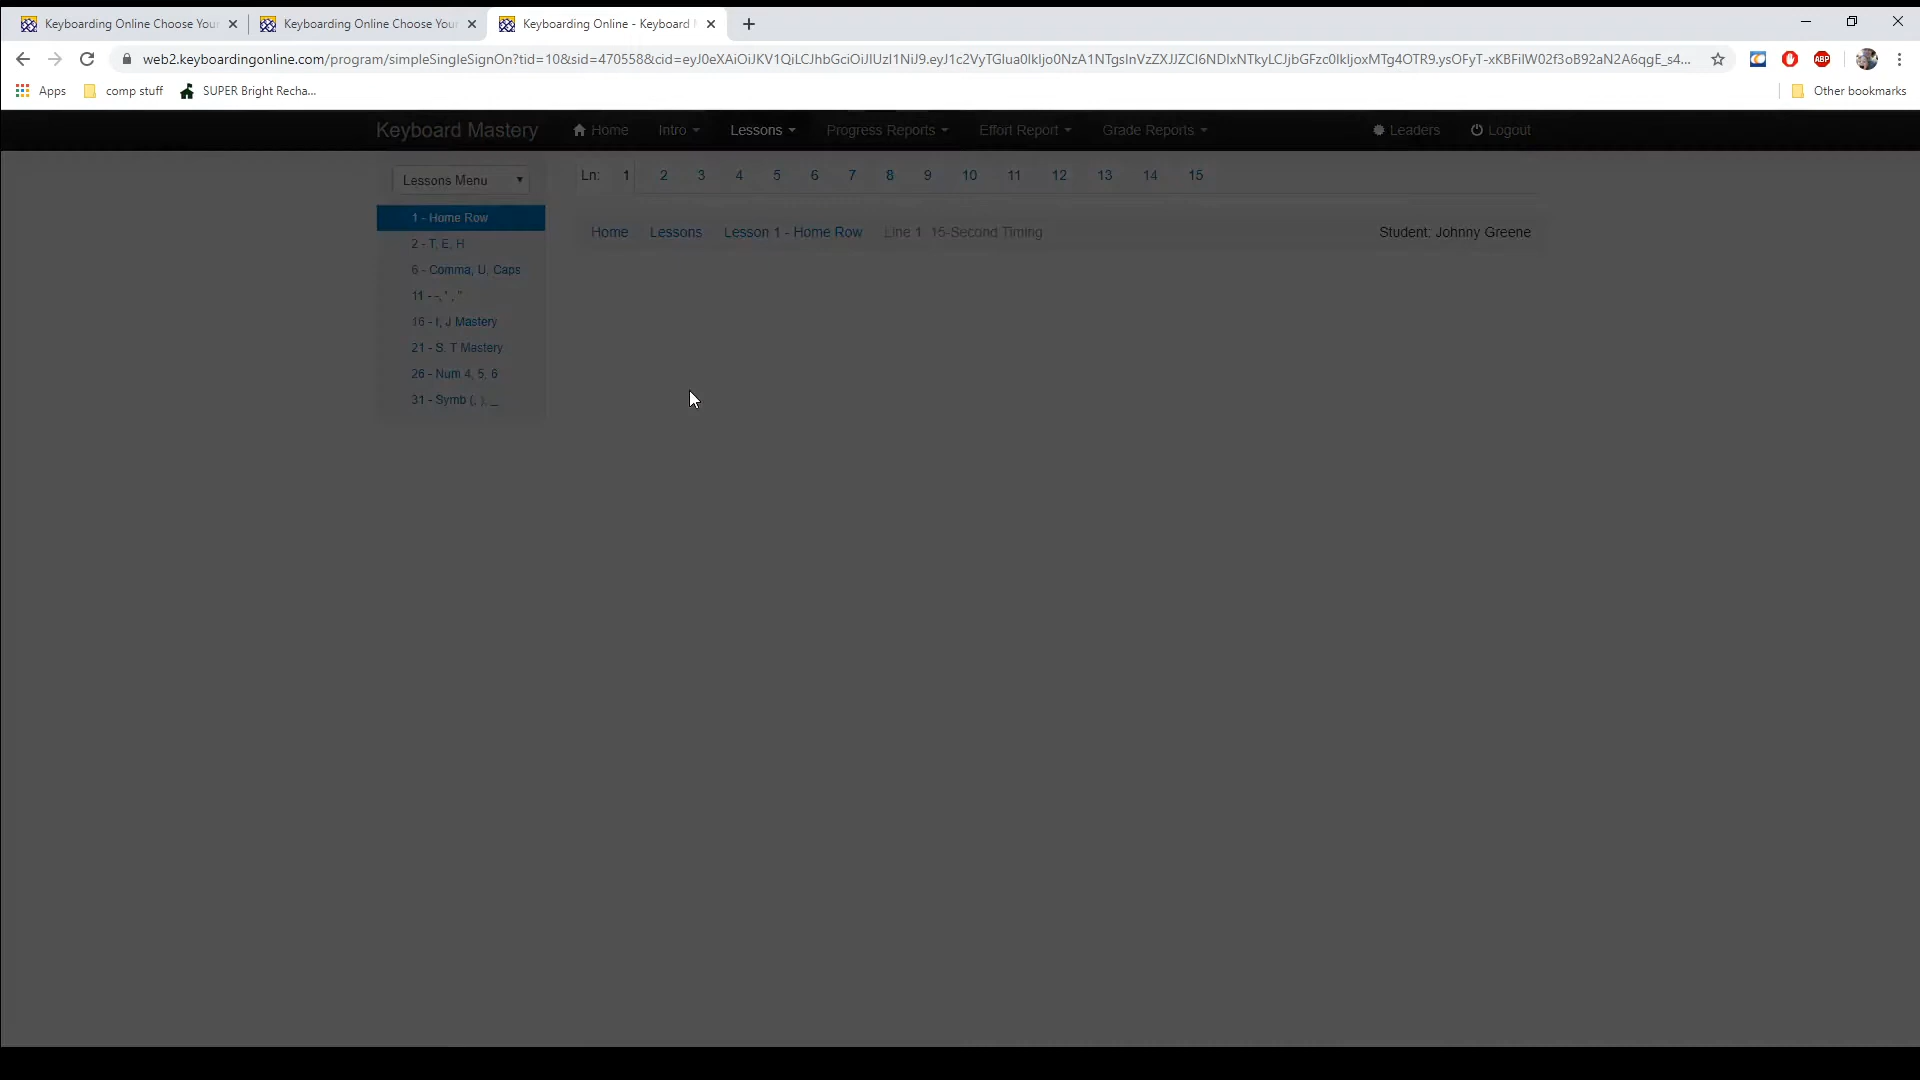 Keyboarding Online Choose Your
Keyboarding Online Choose Your
Keyboarding Online - Keyboard
web2.keyboardingonline.com/program/simpleSingleSignOn?tid=10&sid=470558&cid=
Apps
comp stuff
SUPER Bright Recha...
Other bookmarks
ABP
Keyboard Mastery
Home
Intro
Lessons
Progress Reports
Effort Report
Grade Reports
Leaders
Logout
Lessons Menu
Ln: 1 2 3 4 5 6 7 8 9 10 11 12 13 14 15
1 - Home Row
2 - T, E, H
6 - Comma, U, Caps
11 - -, ' , "
16 - I, J Mastery
21 - S. T Mastery
26 - Num 4, 5, 6
31 - Symb (, ), _
Home Lessons Lesson 1 - Home Row Line 1 15-Second Timing
Student: Johnny Greene